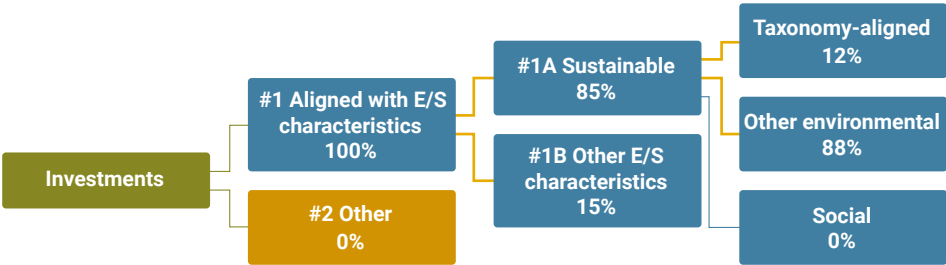 Investments
#1 Aligned with E/S
characteristics
100%
#2 Other
0%
#1A Sustainable
85%
#1B Other E/S
characteristics
15%
Taxonomy-aligned
12%
Other environmental
88%
Social
0%